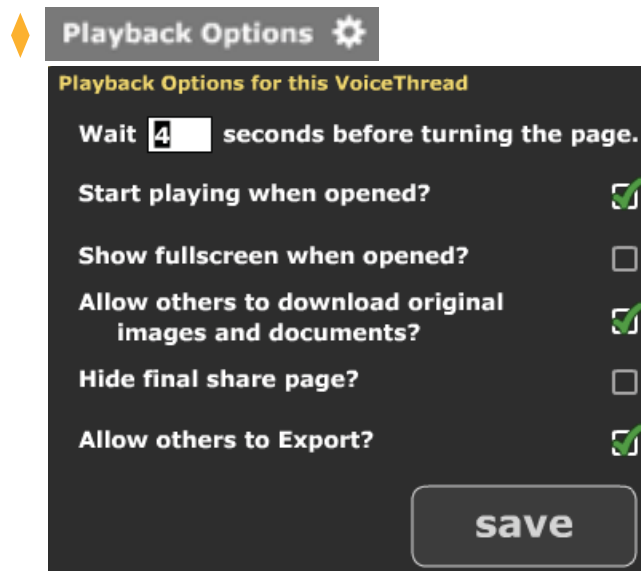 Playback Options
Playback Options for this VoiceThread
Wait 4 seconds before turning the page.
Start playing when opened?
Show fullscreen when opened?
Allow others to download original
images and documents?
Hide final share page?
Allow others to Export?
save